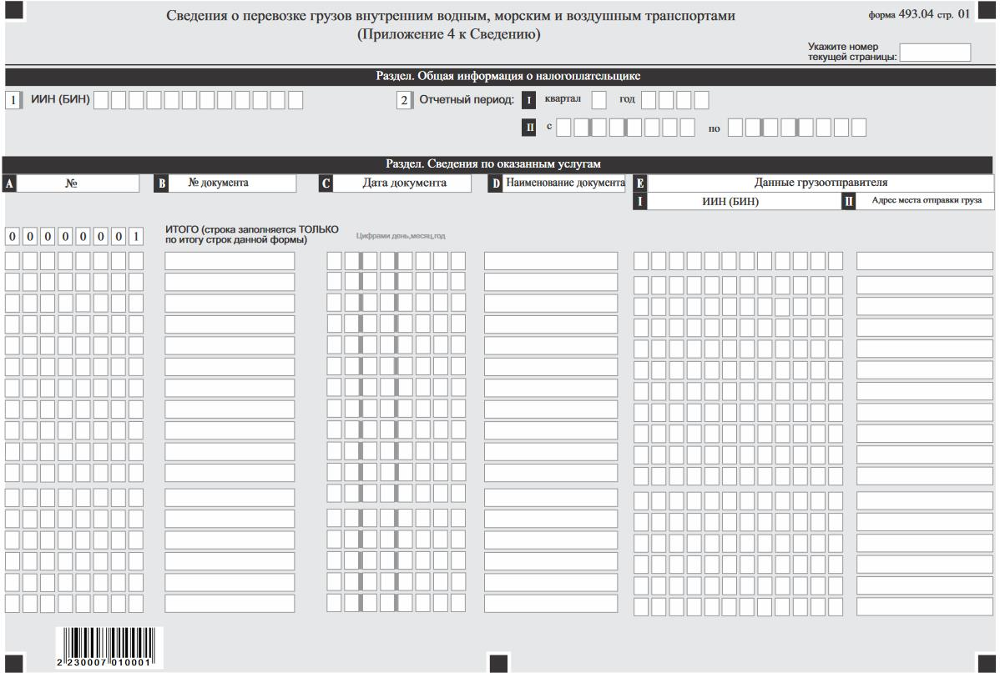 Сведения о перевозке грузов внутренним водным, морским и воздушным транспортами
(Приложение 4 к Сведению)
форма 493.04 стр. 01
Укажите номер
текущей страницы:
Раздел. Общая информация о налогоплательщике
1 ИИН (БИН) 2 Отчетный период: I квартал год
II с по
Раздел. Сведения по оказанным услугам
A № B № документа C Дата документа D Наименование документа E Данные грузоотправителя
I ИИН (БИН) II Адрес места отправки груза
0 0 0 0 0 0 0 1 ИТОГО (строка заполняется ТОЛЬКО
по итогу строк данной формы)
Цифрами день,месяц,год
2 230007 010001